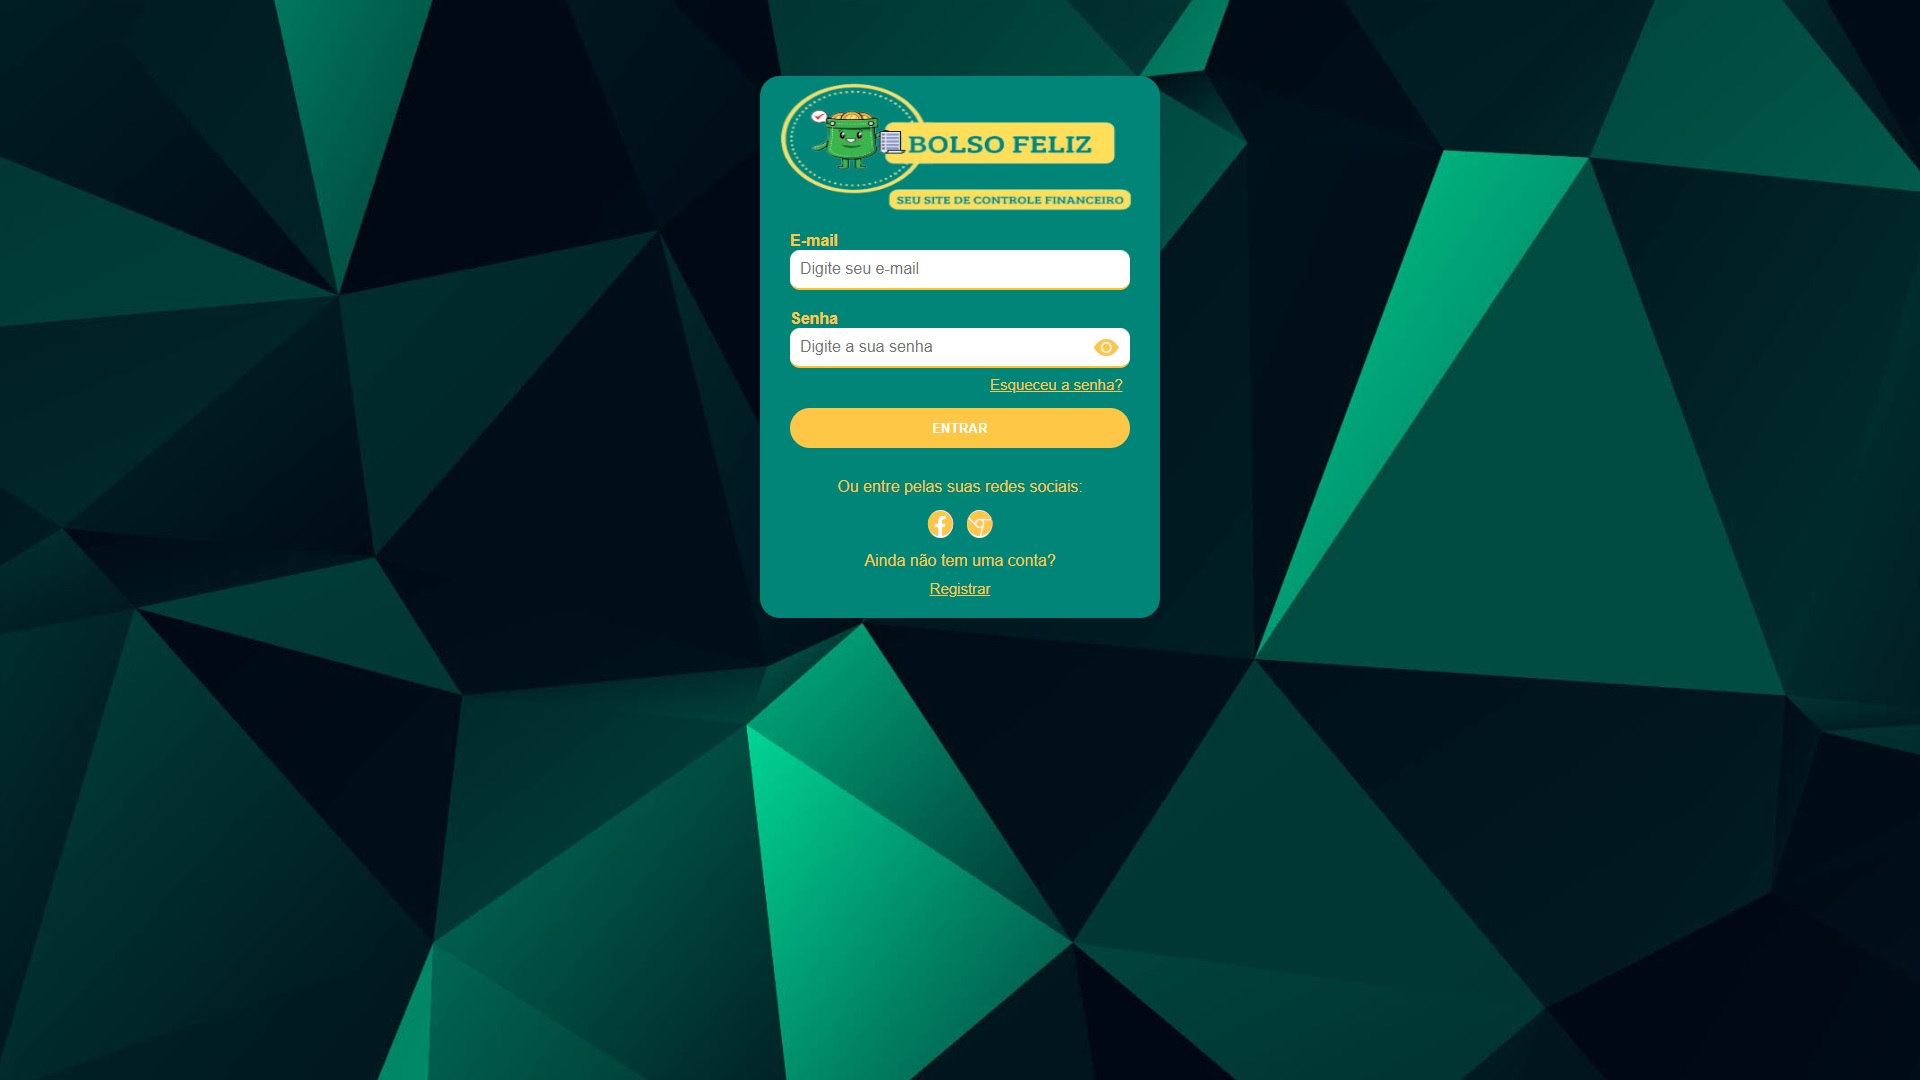 BOLSO FELIZ
SEU SITE DE CONTROLE FINANCEIRO
E-mail
Digite seu e-mail
Senha
Digite a sua senha
Esqueceu a senha?
ENTRAR
Ou entre pelas suas redes sociais:
Ainda não tem uma conta?
Registrar